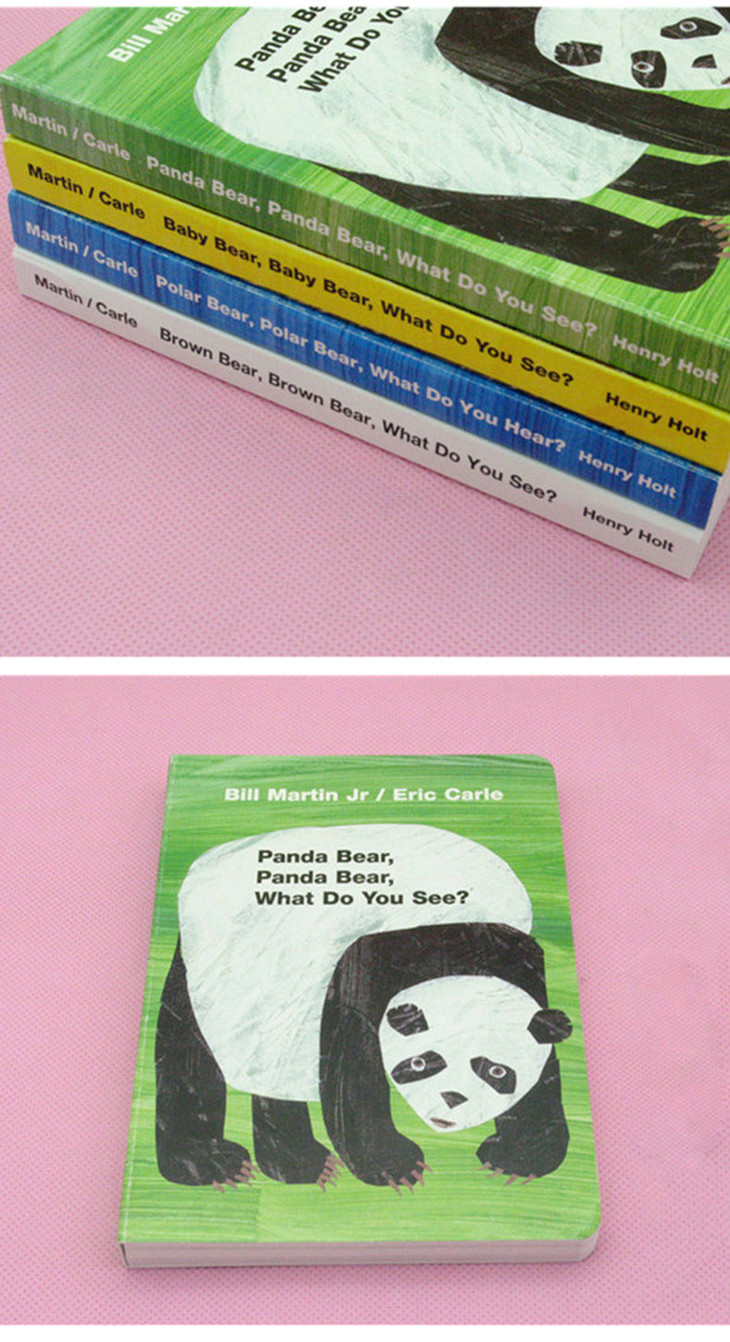 Bill Mar
Panda Be
Panda Bea
What Do You
Martin / Carle Panda Bear, Panda Bear, What Do You See? Henry Holt
Martin / Carle Baby Bear, Baby Bear, What Do You See? Henry Holt
Martin / Carle Polar Bear, Polar Bear, What Do You Hear? Henry Holt
Martin / Carle Brown Bear, Brown Bear, What Do You See? Henry Holt
Bill Martin Jr / Eric Carle
Panda Bear,
Panda Bear,
What Do You See?